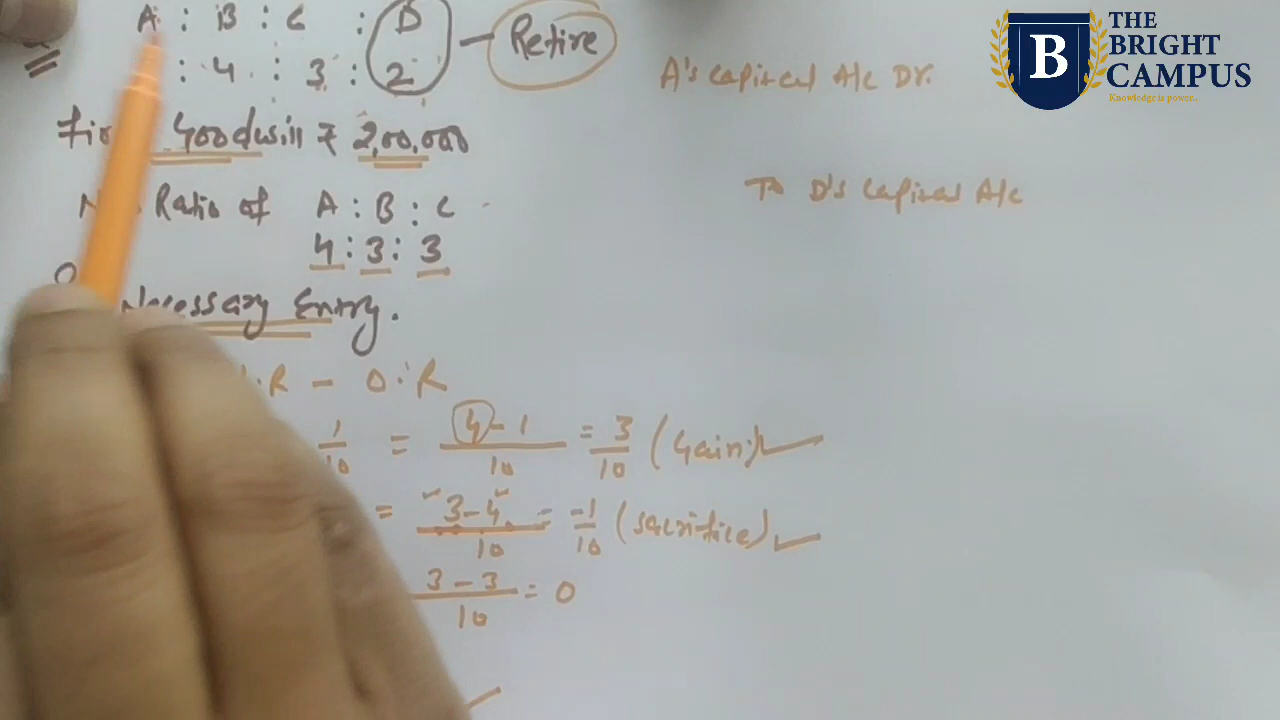 A : B : C : D — Retire
: 4 : 3 : 2
Goodwill ₹ 2,00,000
Ratio of A : B : C
4 : 3 : 3
Necessary Entry.
R – O.R
1/10 = 4-1/10 = 3/10 (Gain)
= 3-4/10 = -1/10 (Sacrifice)
3-3/10 = 0
A's Capital A/c Dr.
To D's Capital A/c
THE
BRIGHT
B CAMPUS
Knowledge is power.